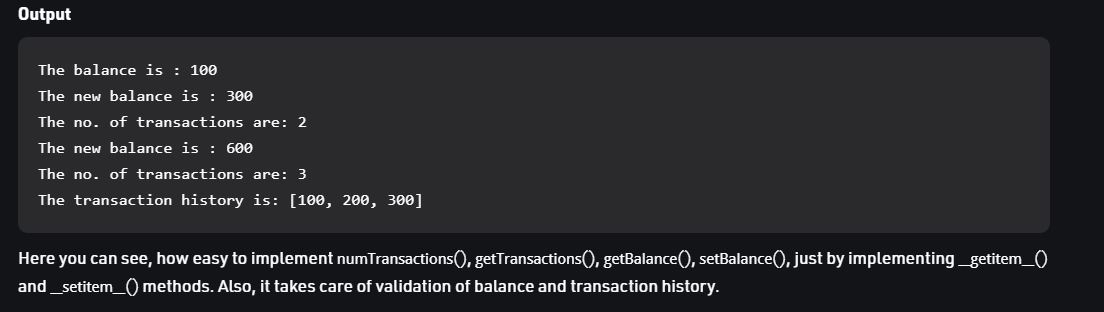 Output
The balance is : 100
The new balance is : 300
The no. of transactions are: 2
The new balance is : 600
The no. of transactions are: 3
The transaction history is: [100, 200, 300]
Here you can see, how easy to implement numTransactions(), getTransactions(), getBalance(), setBalance(), just by implementing __getitem__()
and __setitem__() methods. Also, it takes care of validation of balance and transaction history.